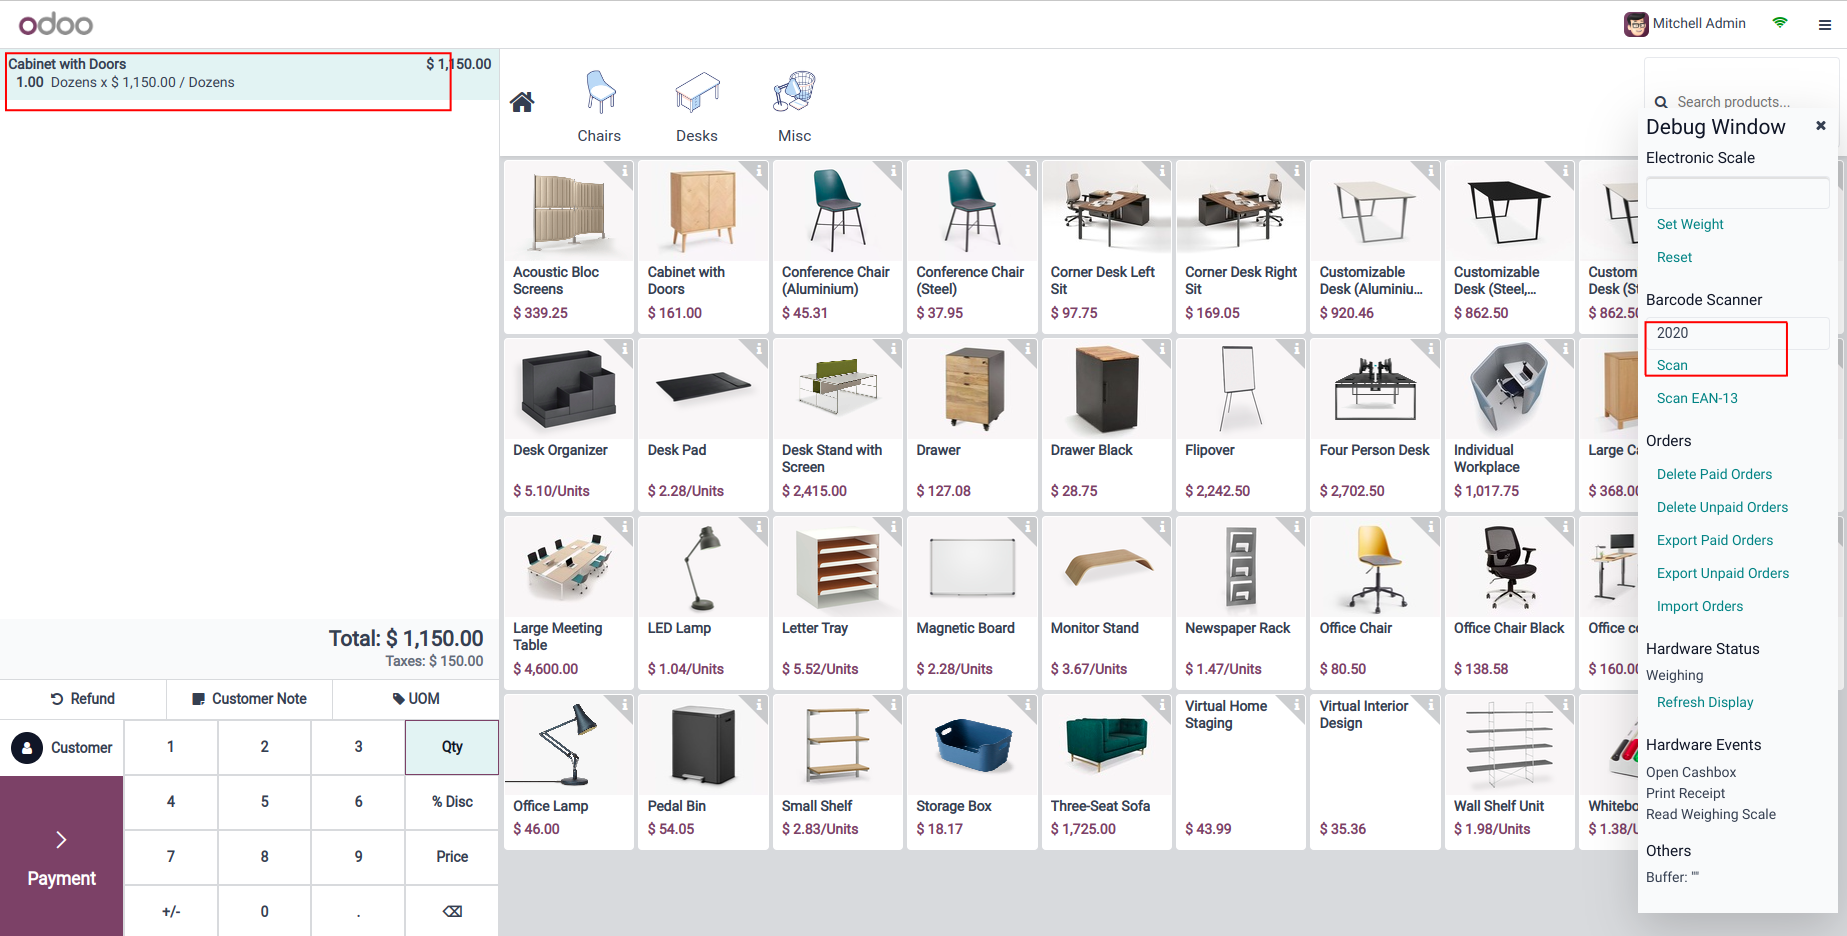 odoo
Mitchell Admin
Cabinet with Doors
$ 1,150.00
1.00 Dozens x $ 1,150.00 / Dozens
Total: $ 1,150.00
Taxes: $ 150.00
Refund
Customer Note
UOM
Customer
1
2
3
Qty
4
5
6
% Disc
7
8
9
Price
+/-
0
.
Payment
Chairs
Desks
Misc
Search products...
Acoustic Bloc
Screens
$ 339.25
Cabinet with
Doors
$ 161.00
Conference Chair
(Aluminium)
$ 45.31
Conference Chair
(Steel)
$ 37.95
Corner Desk Left
Sit
$ 97.75
Corner Desk Right
Sit
$ 169.05
Customizable
Desk (Aluminiu...
$ 920.46
Customizable
Desk (Steel,...
$ 862.50
Custom
Desk (St
$ 862.50
Desk Organizer
$ 5.10/Units
Desk Pad
$ 2.28/Units
Desk Stand with
Screen
$ 2,415.00
Drawer
$ 127.08
Drawer Black
$ 28.75
Flipover
$ 2,242.50
Four Person Desk
$ 2,702.50
Individual
Workplace
$ 1,017.75
Large Ca
$ 368.00
Large Meeting
Table
$ 4,600.00
LED Lamp
$ 1.04/Units
Letter Tray
$ 5.52/Units
Magnetic Board
$ 2.28/Units
Monitor Stand
$ 3.67/Units
Newspaper Rack
$ 1.47/Units
Office Chair
$ 80.50
Office Chair Black
$ 138.58
Office co
$ 160.00
Office Lamp
$ 46.00
Pedal Bin
$ 54.05
Small Shelf
$ 2.83/Units
Storage Box
$ 18.17
Three-Seat Sofa
$ 1,725.00
Virtual Home
Staging
$ 43.99
Virtual Interior
Design
$ 35.36
Wall Shelf Unit
$ 1.98/Units
Whitebo
$ 1.38/U
Debug Window
Electronic Scale
Set Weight
Reset
Barcode Scanner
2020
Scan
Scan EAN-13
Orders
Delete Paid Orders
Delete Unpaid Orders
Export Paid Orders
Export Unpaid Orders
Import Orders
Hardware Status
Weighing
Refresh Display
Hardware Events
Open Cashbox
Print Receipt
Read Weighing Scale
Others
Buffer: ""